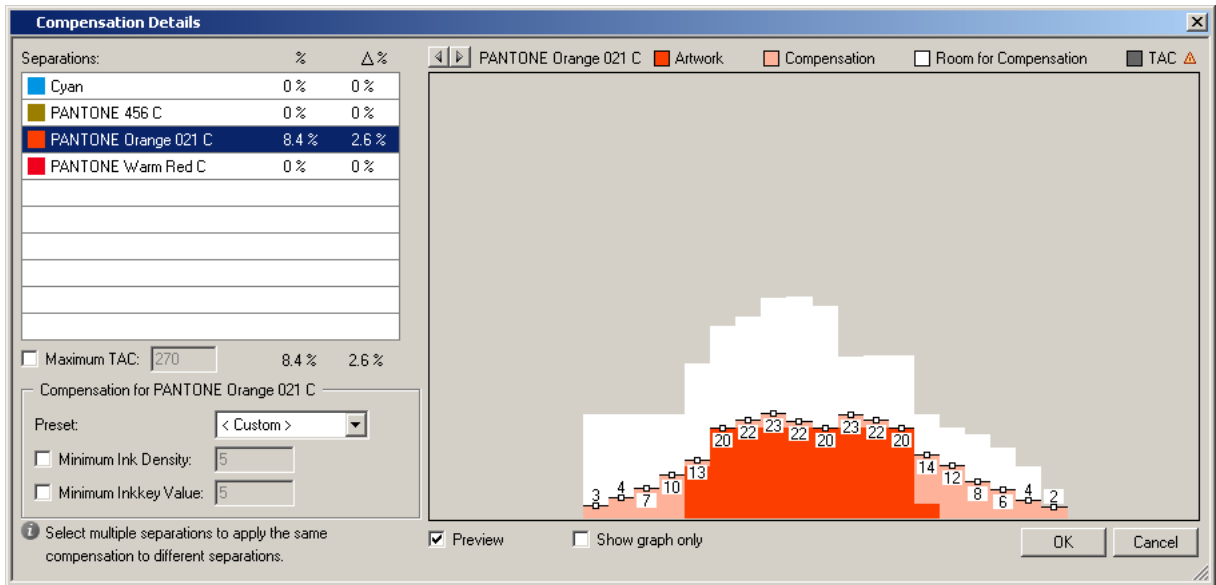 Compensation Details
Separations: % Δ %
Cyan 0 % 0 %
PANTONE 456 C 0 % 0 %
PANTONE Orange 021 C 8.4 % 2.6 %
PANTONE Warm Red C 0 % 0 %
Maximum TAC: 270 8.4 % 2.6 %
Compensation for PANTONE Orange 021 C
Preset: < Custom >
Minimum Ink Density: 5
Minimum Inkkey Value: 5
Select multiple separations to apply the same
compensation to different separations.
PANTONE Orange 021 C Artwork Compensation Room for Compensation TAC
3 4 7 10 13 20 22 23 22 20 23 22 20 14 12 8 6 4 2
Preview Show graph only OK Cancel